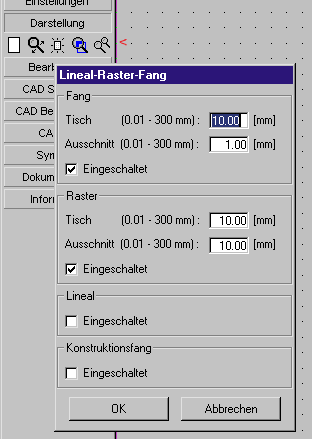 Einstellungen
Darstellung
Lineal-Raster-Fang
Fang
Tisch (0.01 - 300 mm) : 10.00 [mm]
Ausschnitt (0.01 - 300 mm) : 1.00 [mm]
Eingeschaltet
Raster
Tisch (0.01 - 300 mm) : 10.00 [mm]
Ausschnitt (0.01 - 300 mm) : 10.00 [mm]
Eingeschaltet
Lineal
Eingeschaltet
Konstruktionsfang
Eingeschaltet
OK Abbrechen
Bearb
CAD S
CAD Be
CA
Sym
Dokum
Inform